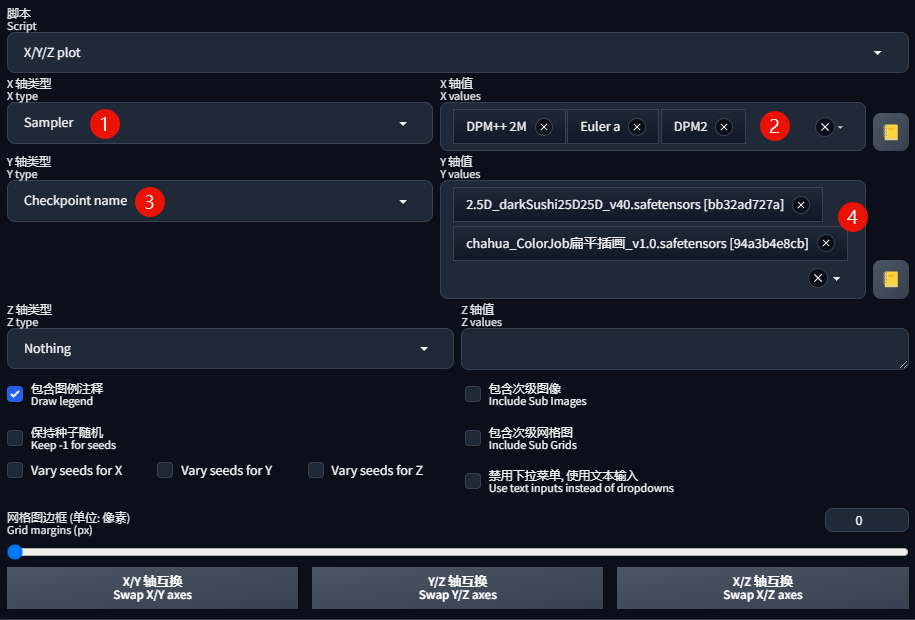 脚本
Script
X/Y/Z plot
X 轴类型
X type
X 轴值
X values
Sampler
1
DPM++ 2M
Euler a
DPM2
2
Y 轴类型
Y type
Y 轴值
Y values
Checkpoint name
3
2.5D_darkSushi25D25D_v40.safetensors [bb32ad727a]
4
chahua_ColorJob扁平插画_v1.0.safetensors [94a3b4e8cb]
Z 轴类型
Z type
Z 轴值
Z values
Nothing
包含图例注释
Draw legend
包含次级图像
Include Sub Images
保持种子随机
Keep -1 for seeds
包含次级网格图
Include Sub Grids
Vary seeds for X
Vary seeds for Y
Vary seeds for Z
禁用下拉菜单, 使用文本输入
Use text inputs instead of dropdowns
网格图边框 (单位: 像素)
Grid margins (px)
0
X/Y 轴互换
Swap X/Y axes
Y/Z 轴互换
Swap Y/Z axes
X/Z 轴互换
Swap X/Z axes